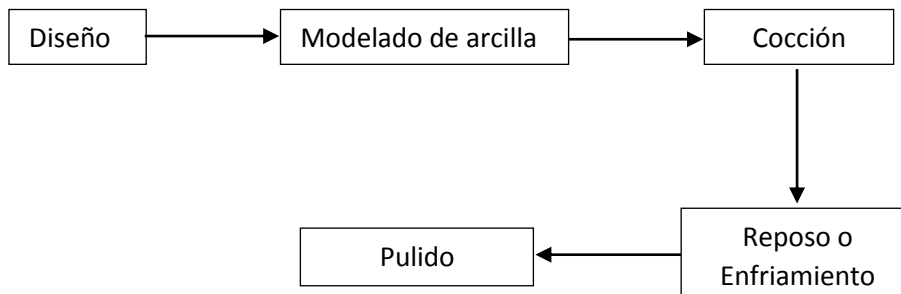 Diseño
Modelado de arcilla
Cocción
Reposo o
Enfriamiento
Pulido